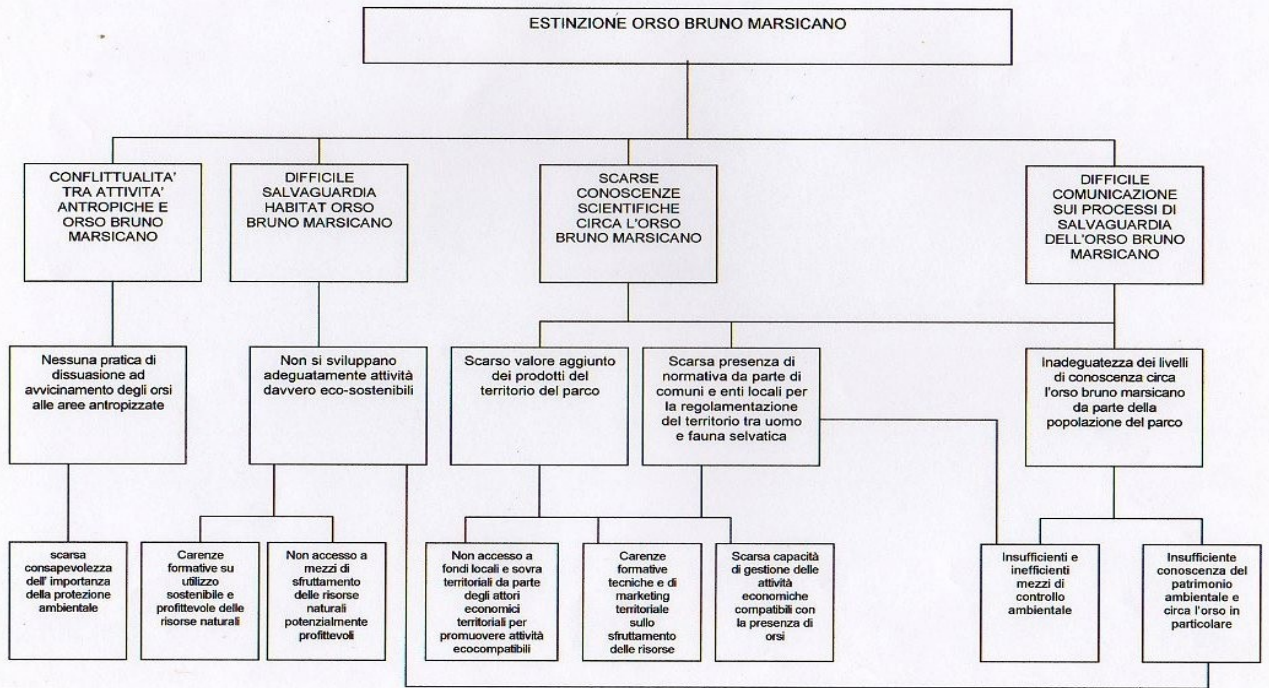 ESTINZIONE ORSO BRUNO MARSICANO
CONFLITTUALITA'
TRA ATTIVITA'
ANTROPICHE E
ORSO BRUNO
MARSICANO
DIFFICILE
SALVAGUARDIA
HABITAT ORSO
BRUNO MARSICANO
SCARSE
CONOSCENZE
SCIENTIFICHE
CIRCA L'ORSO
BRUNO MARSICANO
DIFFICILE
COMUNICAZIONE
SUI PROCESSI DI
SALVAGUARDIA
DELL'ORSO BRUNO
MARSICANO
Nessuna pratica di
dissuasione ad
avvicinamento degli orsi
alle aree antropizzate
Non si sviluppano
adeguatamente attività
davvero eco-sostenibili
Scarso valore aggiunto
dei prodotti del
territorio del parco
Scarsa presenza di
normativa da parte di
comuni e enti locali per
la regolamentazione
del territorio tra uomo
e fauna selvatica
Inadeguatezza dei livelli
di conoscenza circa
l'orso bruno marsicano
da parte della
popolazione del parco
scarsa
consapevolezza
dell' importanza
della protezione
ambientale
Carenze
formative su
utilizzo
sostenibile e
profittevole delle
risorse naturali
Non accesso a
mezzi di
sfruttamento
delle risorse
naturali
potenzialmente
profittevoli
Non accesso a
fondi locali e sovra
territoriali da parte
degli attori
economici
territoriali per
promuovere attività
ecocompatibili
Carenze
formative
tecniche e di
marketing
territoriale
sullo
sfruttamento
delle risorse
Scarsa capacità
di gestione delle
attività
economiche
compatibili con
la presenza di
orsi
Insufficienti e
inefficienti
mezzi di
controllo
ambientale
Insufficiente
conoscenza del
patrimonio
ambientale e
circa l'orso in
particolare